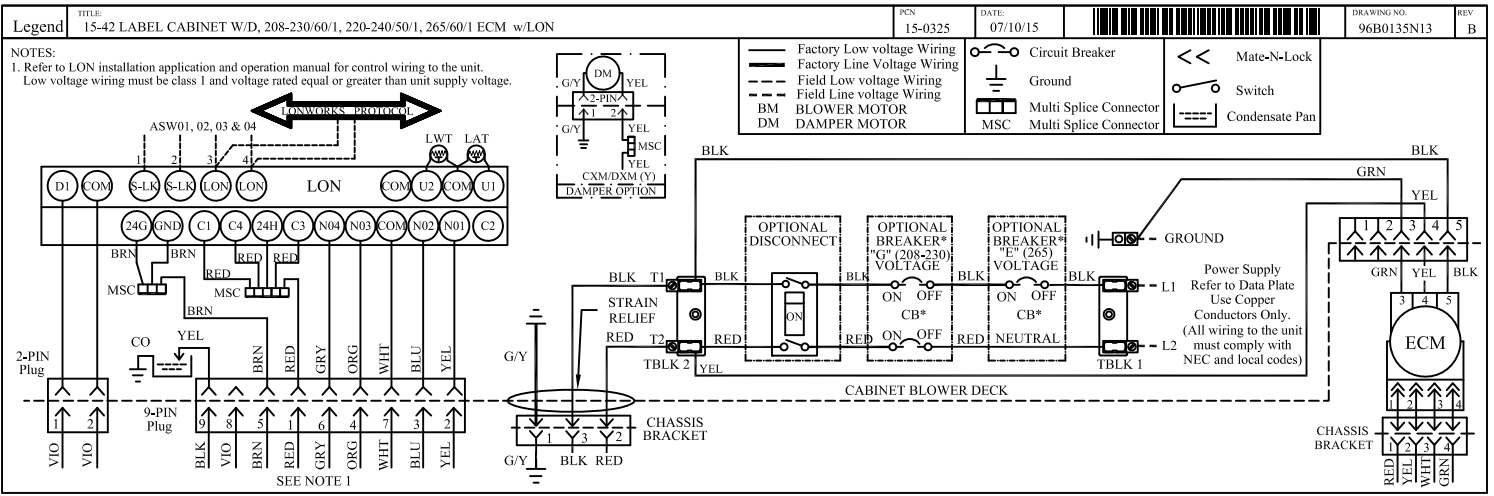 Legend
TITLE:
15-42 LABEL CABINET W/D, 208-230/60/1, 220-240/50/1, 265/60/1 ECM w/LON
PCN
15-0325
DATE:
07/10/15
DRAWING NO.
96B0135N13
REV
B
NOTES:
1. Refer to LON installation application and operation manual for control wiring to the unit.
Low voltage wiring must be class 1 and voltage rated equal or greater than unit supply voltage.
Factory Low voltage Wiring
Factory Line Voltage Wiring
Field Low voltage Wiring
Field Line voltage Wiring
BM BLOWER MOTOR
DM DAMPER MOTOR
Circuit Breaker
Ground
Multi Splice Connector
MSC Multi Splice Connector
Mate-N-Lock
Switch
Condensate Pan
DM
G/Y YEL
2-PIN
1 2
G/Y YEL
MSC
YEL
CXM/DXM (Y)
DAMPER OPTION
LONWORKS PROTOCOL
ASW01, 02, 03 & 04
LWT LAT
1 2 3 4
D1 COM S-LK S-LK LON LON LON COM U2 COM U1
24G GND C1 C4 24H C3 N04 N03 COM N02 N01 C2
BRN BRN RED RED RED
MSC MSC
BRN
CO YEL
2-PIN
Plug
9-PIN
Plug
BRN RED GRY ORG WHT BLU YEL
1 2
9 8 5 1 6 4 7 3 2
VIO VIO
BLK VIO BRN RED GRY ORG WHT BLU YEL
SEE NOTE 1
G/Y
STRAIN
RELIEF
BLK T1
RED T2
TBLK 2
1 3 2
CHASSIS
BRACKET
G/Y BLK RED
BLK
RED
YEL
OPTIONAL
DISCONNECT
ON
BLK
RED
OPTIONAL
BREAKER*
"G" (208-230)
VOLTAGE
ON OFF
CB*
ON OFF
BLK
RED
OPTIONAL
BREAKER*
"E" (265)
VOLTAGE
ON OFF
CB*
NEUTRAL
BLK
TBLK 1
GROUND
L1
L2
Power Supply
Refer to Data Plate
Use Copper
Conductors Only.
(All wiring to the unit
must comply with
NEC and local codes)
CABINET BLOWER DECK
BLK
GRN
YEL
1 2 3 4 5
GRN YEL BLK
3 4 5
ECM
1 2 3 4
CHASSIS
BRACKET
1 2 3 4
RED YEL WHT GRN